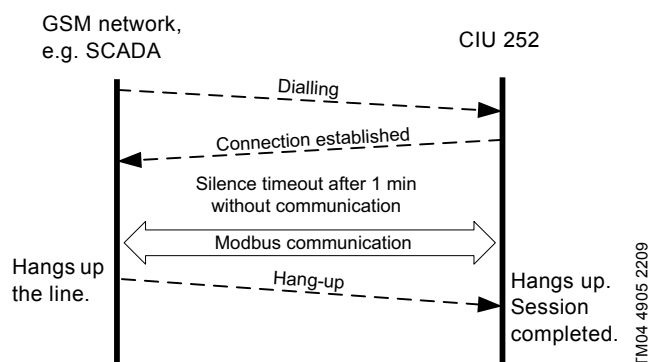 GSM network,
e.g. SCADA
CIU 252
Dialling
Connection established
Silence timeout after 1 min
without communication
Modbus communication
Hangs up
the line.
Hang-up
Hangs up.
Session
completed.
TM04 4905 2209